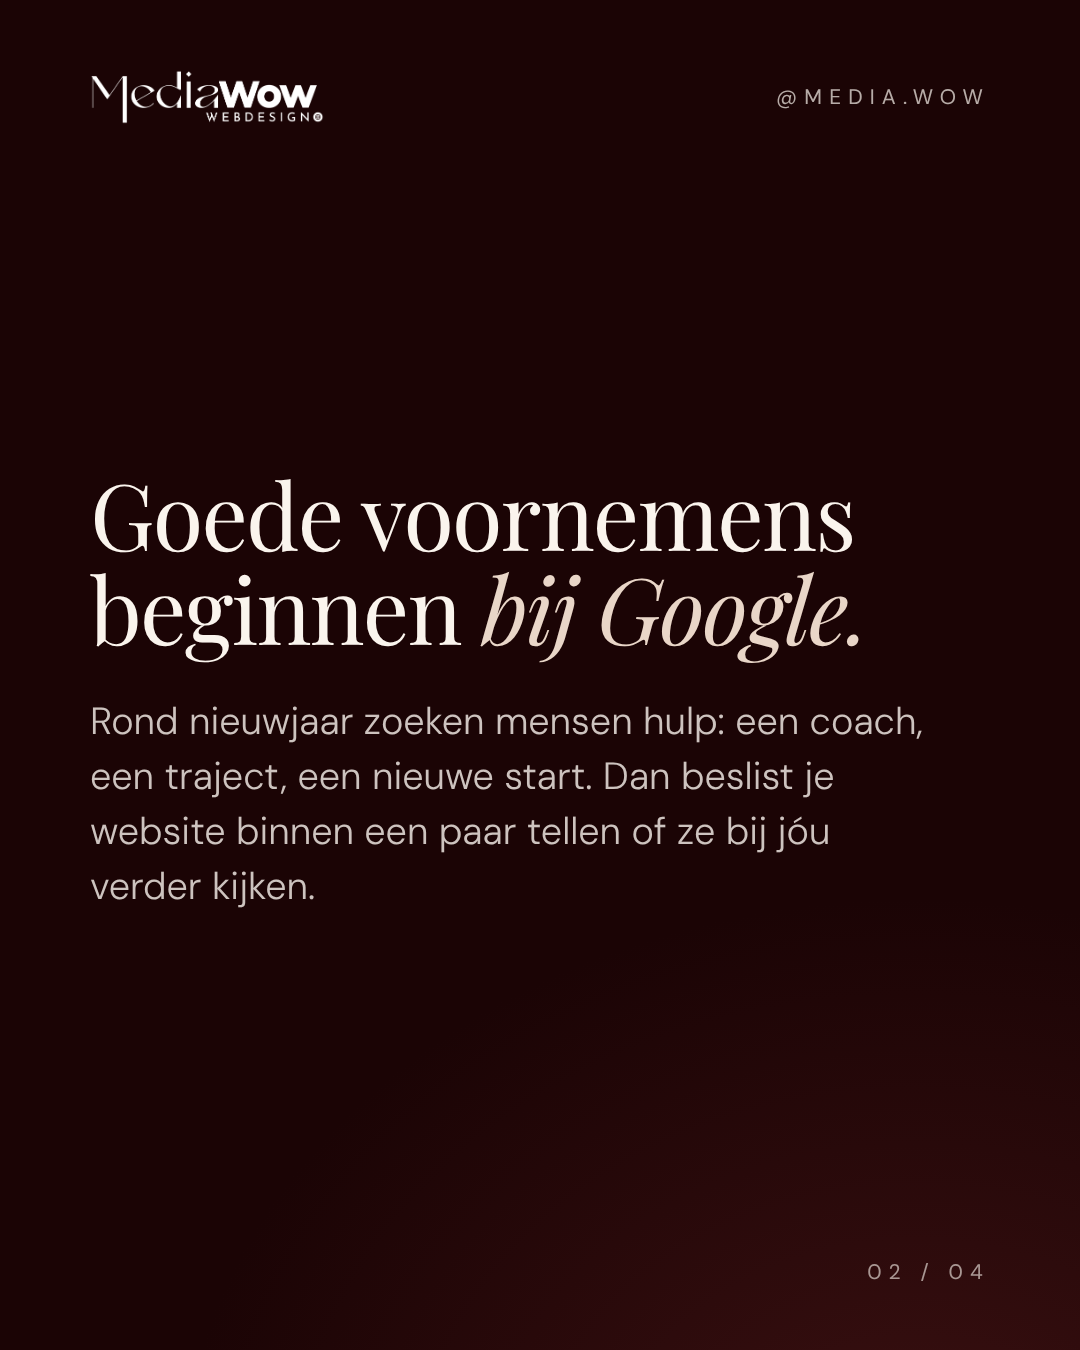 MediaWow
WEBDESIGN
@MEDIA.WOW
Goede voornemens
beginnen bij Google.
Rond nieuwjaar zoeken mensen hulp: een coach,
een traject, een nieuwe start. Dan beslist je
website binnen een paar tellen of ze bij jóu
verder kijken.
02 / 04